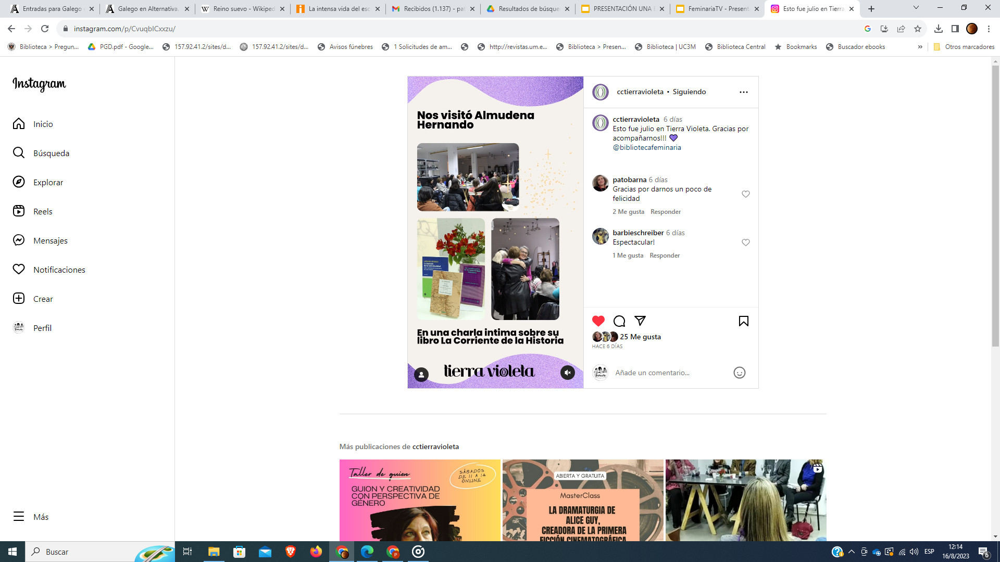 Entradas para Galego
Galego en Alternativa.
Reino suevo - Wikiped
La intensa vida del esc
Recibidos (1.137) - pat
Resultados de búsque
PRESENTACIÓN UNA
FeminariaTV - Present
Esto fue julio en Tierra
instagram.com/p/CvuqblCxxzu/
Biblioteca > Pregun...
PGD.pdf - Google...
157.92.41.2/sites/d...
157.92.41.2/sites/d...
Avisos fúnebres
1 Solicitudes de am...
http://revistas.um.e...
Biblioteca > Presen...
Biblioteca | UC3M
Biblioteca Central
Bookmarks
Buscador ebooks
»
Otros marcadores
Instagram
Inicio
Búsqueda
Explorar
Reels
Mensajes
Notificaciones
Crear
Perfil
Más
Nos visitó Almudena
Hernando
En una charla intima sobre su
libro La Corriente de la Historia
tierra violeta
cctierravioleta • Siguiendo
cctierravioleta 6 días
Esto fue julio en Tierra Violeta. Gracias por
acompañarnos!!! 💜
@bibliotecafeminaria
patobarna 6 días
Gracias por darnos un poco de
felicidad
2 Me gusta Responder
barbieschreiber 6 días
Espectacular!
1 Me gusta Responder
25 Me gusta
HACE 6 DÍAS
Añade un comentario...
Más publicaciones de cctierravioleta
Taller de guion
SÁBADOS
DE 11 A 14
ONLINE
GUION Y CREATIVIDAD
CON PERSPECTIVA DE
GÉNERO
ABIERTA Y GRATUITA
MasterClass
LA DRAMATURGIA DE
ALICE GUY,
CREADORA DE LA PRIMERA
FICCIÓN CINEMATOGRÁFICA
Buscar
ESP
12:14
16/8/2023
6